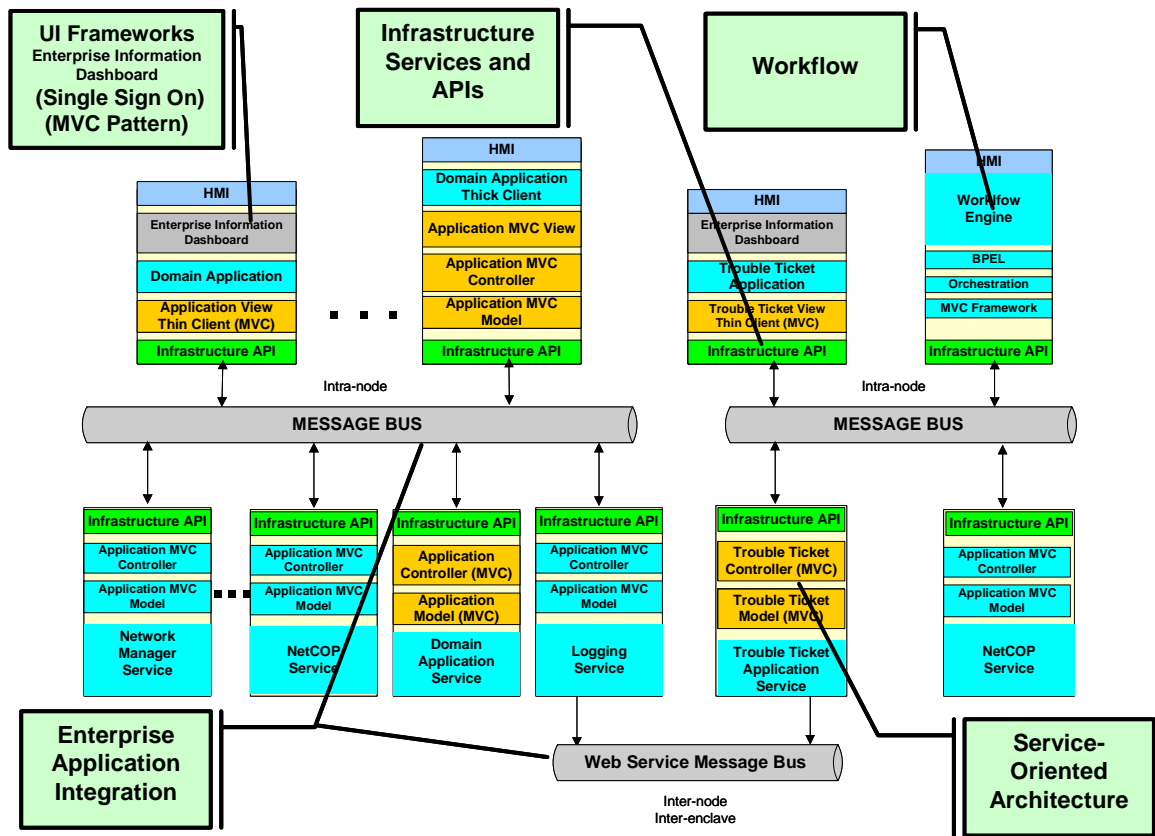 UI Frameworks
Enterprise Information
Dashboard
(Single Sign On)
(MVC Pattern)
Infrastructure
Services and
APIs
Workflow
HMI
Enterprise Information
Dashboard
Domain Application
Application View
Thin Client (MVC)
Infrastructure API
HMI
Domain Application
Thick Client
Application MVC View
Application MVC
Controller
Application MVC
Model
Infrastructure API
HMI
Enterprise Information
Dashboard
Trouble Ticket
Application
Trouble Ticket View
Thin Client (MVC)
Infrastructure API
HMI
Worklfow
Engine
BPEL
Orchestration
MVC Framework
Infrastructure API
Intra-node
Intra-node
MESSAGE BUS
MESSAGE BUS
Infrastructure API
Application MVC
Controller
Application MVC
Model
Network
Manager
Service
Infrastructure API
Application MVC
Controller
Application MVC
Model
NetCOP
Service
Infrastructure API
Application
Controller (MVC)
Application
Model (MVC)
Domain
Application
Service
Infrastructure API
Application MVC
Controller
Application MVC
Model
Logging
Service
Infrastructure API
Trouble Ticket
Controller (MVC)
Trouble Ticket
Model (MVC)
Trouble Ticket
Application
Service
Infrastructure API
Application MVC
Controller
Application MVC
Model
NetCOP
Service
Enterprise
Application
Integration
Web Service Message Bus
Inter-node
Inter-enclave
Service-
Oriented
Architecture